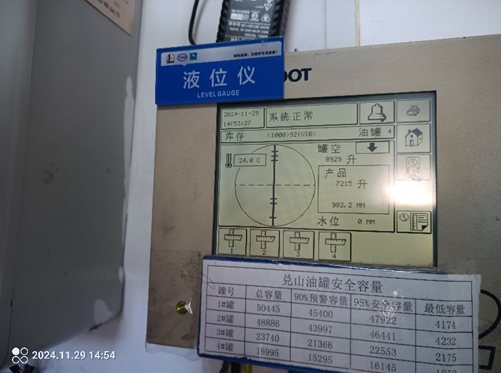 液位仪
LEVEL GAUGE
OOT
2024-11-29
14:53:27
系统正常
库存
(1000)92(VIB)
油罐 4
24.0 C
罐空
8929 升
产品
7215 升
982.2 MM
水位 0 MM
1 2 3 4
兑山油罐安全容量
罐号 总容量 90%预警容量 95%安全容量 最低容量
1#罐 50445 45400 47922 4174
2#罐 48886 43997 46441 4232
3#罐 23740 21366 22553 2175
4#罐 16995 15295 16145
2024.11.29 14:54